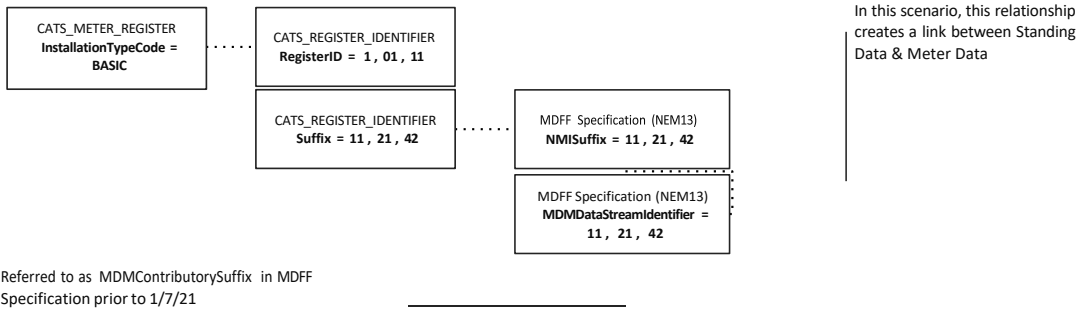 CATS_METER_REGISTER
InstallationTypeCode =
BASIC
CATS_REGISTER_IDENTIFIER
RegisterID = 1 , 01 , 11
CATS_REGISTER_IDENTIFIER
Suffix = 11 , 21 , 42
MDFF Specification (NEM13)
NMISuffix = 11 , 21 , 42
MDFF Specification (NEM13)
MDMDataStreamIdentifier =
11 , 21 , 42
In this scenario, this relationship
creates a link between Standing
Data & Meter Data
Referred to as MDMContributorySuffix in MDFF
Specification prior to 1/7/21